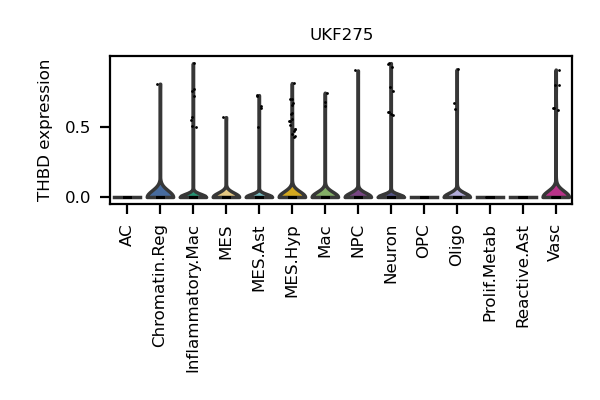 UKF275
THBD expression
0.5
0.0
AC
Chromatin.Reg
Inflammatory.Mac
MES
MES.Ast
MES.Hyp
Mac
NPC
Neuron
OPC
Oligo
Prolif.Metab
Reactive.Ast
Vasc